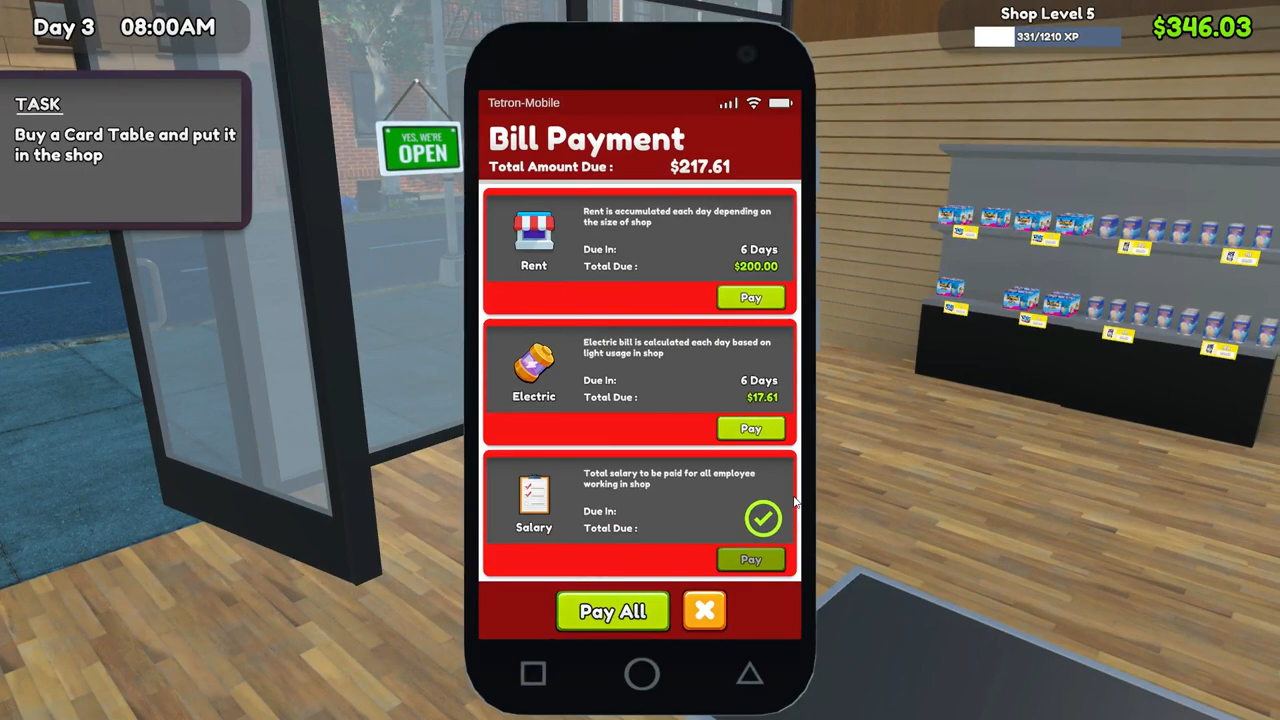 Day 3 08:00AM
Shop Level 5
331/1210 XP
$346.03
TASK
Buy a Card Table and put it
in the shop
YES, WE'RE
OPEN
Tetron-Mobile
Bill Payment
Total Amount Due : $217.61
Rent is accumulated each day depending on
the size of shop
Due In: 6 Days
Total Due : $200.00
Rent
Pay
Electric bill is calculated each day based on
light usage in shop
Due In: 6 Days
Total Due : $17.61
Electric
Pay
Total salary to be paid for all employee
working in shop
Due In:
Total Due :
Salary
Pay
Pay All